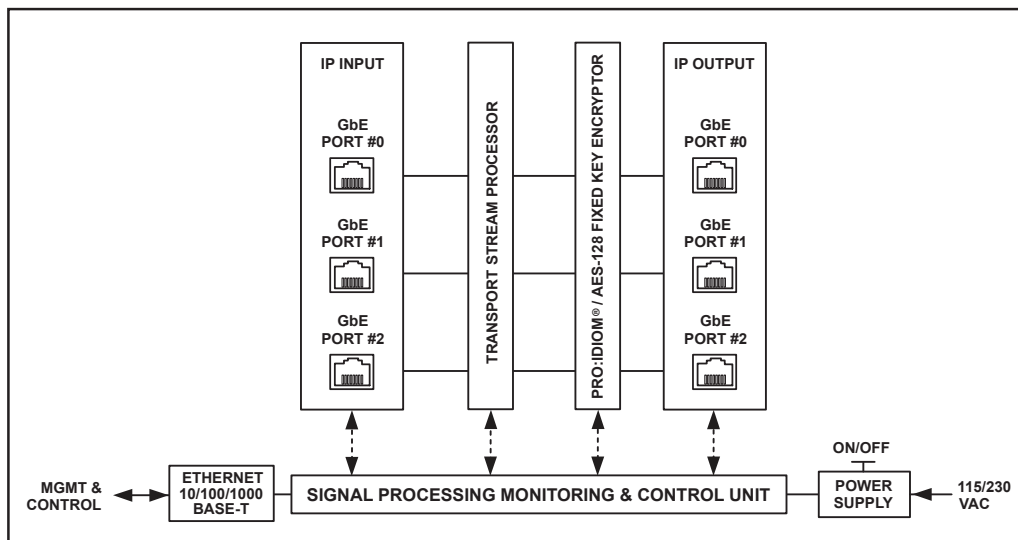 IP INPUT
GbE
PORT #0
GbE
PORT #1
GbE
PORT #2
TRANSPORT STREAM PROCESSOR
PRO:IDIOM® / AES-128 FIXED KEY ENCRYPTOR
IP OUTPUT
GbE
PORT #0
GbE
PORT #1
GbE
PORT #2
MGMT &
CONTROL
ETHERNET
10/100/1000
BASE-T
SIGNAL PROCESSING MONITORING & CONTROL UNIT
ON/OFF
POWER
SUPPLY
115/230
VAC